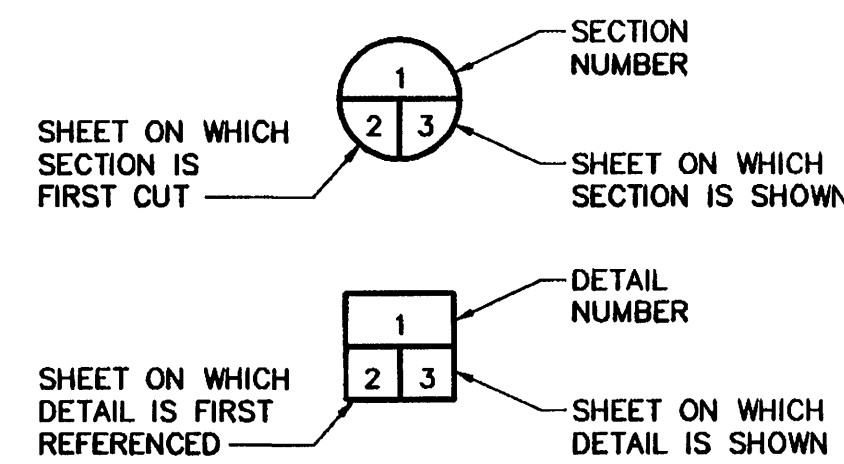 SECTION
NUMBER
1
2 3
SHEET ON WHICH
SECTION IS
FIRST CUT
SHEET ON WHICH
SECTION IS SHOWN
DETAIL
NUMBER
1
2 3
SHEET ON WHICH
DETAIL IS FIRST
REFERENCED
SHEET ON WHICH
DETAIL IS SHOWN